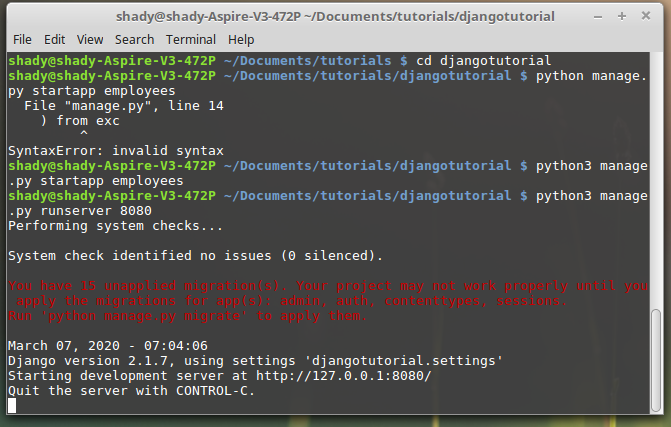 shady@shady-Aspire-V3-472P ~/Documents/tutorials/djangotutorial
File Edit View Search Terminal Help
shady@shady-Aspire-V3-472P ~/Documents/tutorials $ cd djangotutorial
shady@shady-Aspire-V3-472P ~/Documents/tutorials/djangotutorial $ python manage.
py startapp employees
  File "manage.py", line 14
    ) from exc
         ^
SyntaxError: invalid syntax
shady@shady-Aspire-V3-472P ~/Documents/tutorials/djangotutorial $ python3 manage
.py startapp employees
shady@shady-Aspire-V3-472P ~/Documents/tutorials/djangotutorial $ python3 manage
.py runserver 8080
Performing system checks...
System check identified no issues (0 silenced).
You have 15 unapplied migration(s). Your project may not work properly until you
 apply the migrations for app(s): admin, auth, contenttypes, sessions.
Run 'python manage.py migrate' to apply them.
March 07, 2020 - 07:04:06
Django version 2.1.7, using settings 'djangotutorial.settings'
Starting development server at http://127.0.0.1:8080/
Quit the server with CONTROL-C.